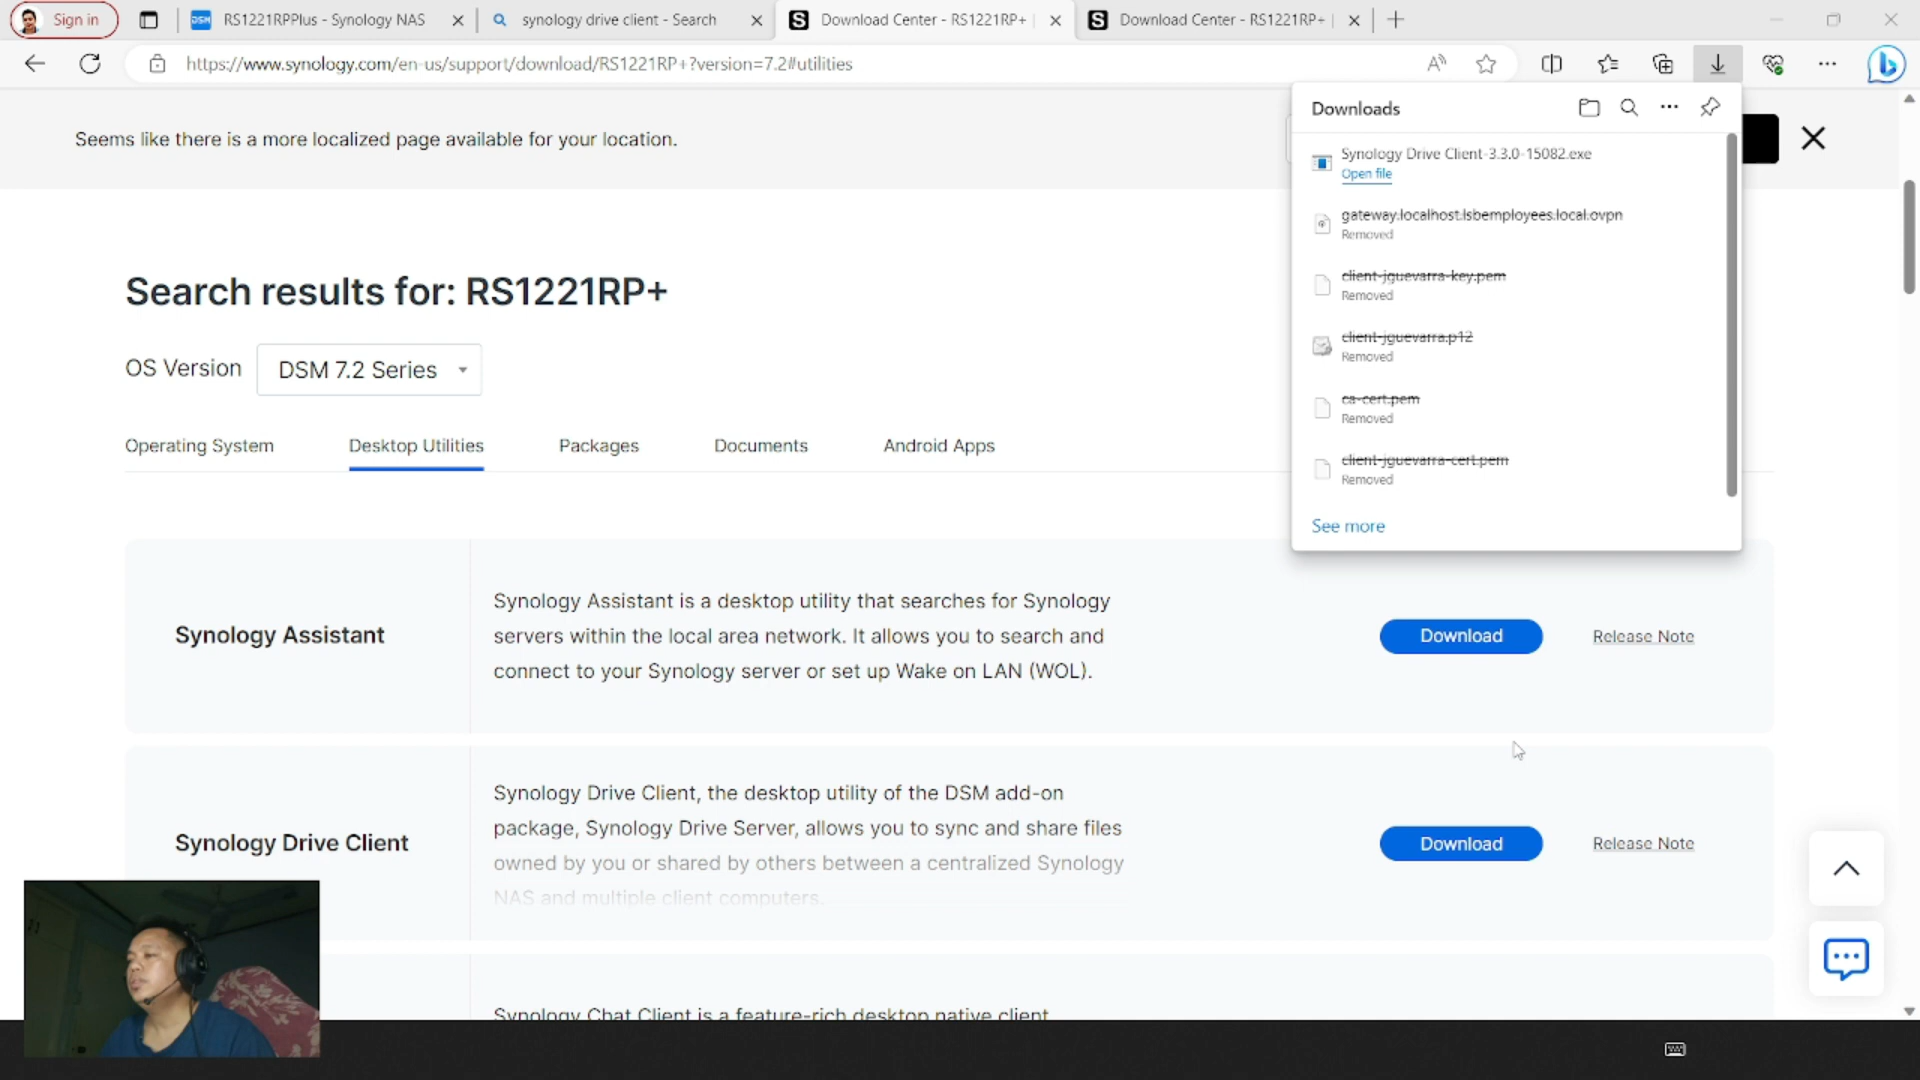 Sign in
DSM
RS1221RPPlus - Synology NAS
synology drive client - Search
S
Download Center - RS1221RP+
S
Download Center - RS1221RP+
https://www.synology.com/en-us/support/download/RS1221RP+?version=7.2#utilities
Seems like there is a more localized page available for your location.
Downloads
Synology Drive Client-3.3.0-15082.exe
Open file
gateway.localhost.lsbemployees.local.ovpn
Removed
client-jguevarra-key.pem
Removed
client-jguevarra.p12
Removed
ca-cert.pem
Removed
client-jguevarra-cert.pem
Removed
See more
Search results for: RS1221RP+
OS Version
DSM 7.2 Series
Operating System
Desktop Utilities
Packages
Documents
Android Apps
Synology Assistant
Synology Assistant is a desktop utility that searches for Synology
servers within the local area network. It allows you to search and
connect to your Synology server or set up Wake on LAN (WOL).
Download
Release Note
Synology Drive Client
Synology Drive Client, the desktop utility of the DSM add-on
package, Synology Drive Server, allows you to sync and share files
owned by you or shared by others between a centralized Synology
NAS and multiple client computers.
Download
Release Note
Synology Chat Client is a feature-rich desktop native client